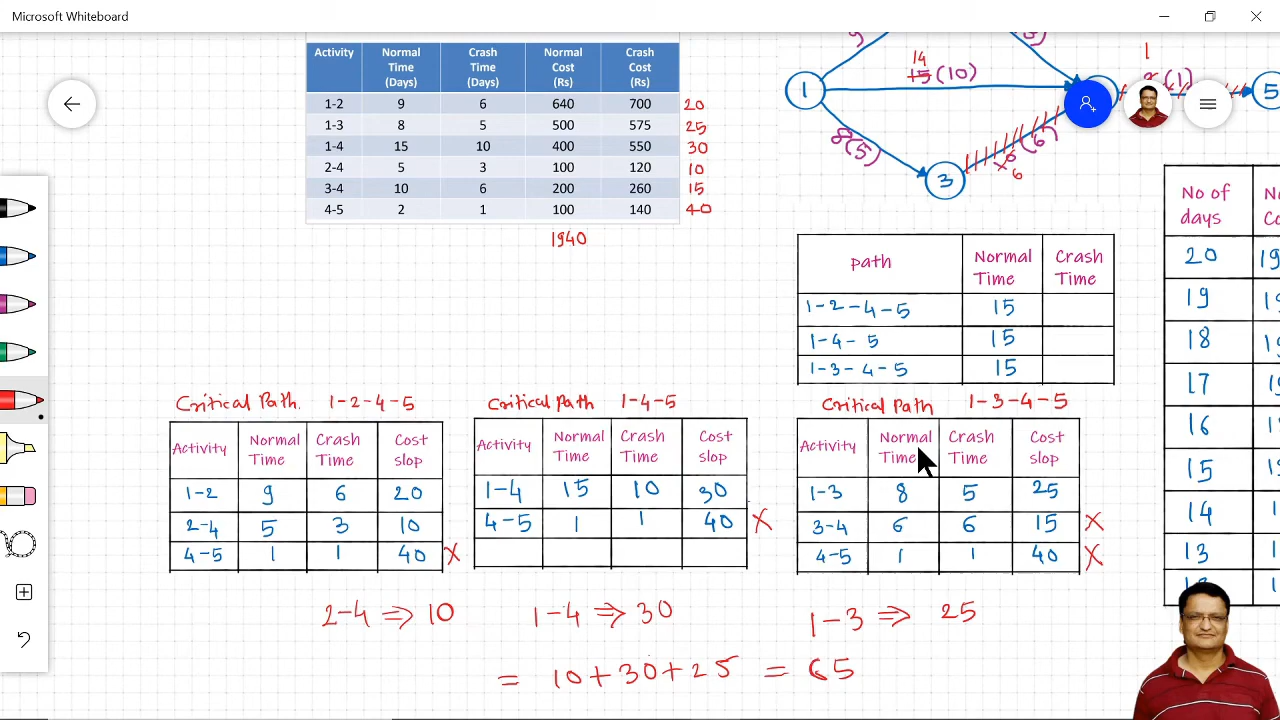 Microsoft Whiteboard
Activity Normal Time (Days) Crash Time (Days) Normal Cost (Rs) Crash Cost (Rs)
1-2 9 6 640 700 20
1-3 8 5 500 575 25
1-4 15 10 400 550 30
2-4 5 3 100 120 10
3-4 10 6 200 260 15
4-5 2 1 100 140 40
1940
14
15 (10)
1
(1)
1
5
8(5)
(6)
6
3
path Normal Time Crash Time
1-2-4-5 15
1-4-5 15
1-3-4-5 15
No of days
20
19
18
17
16
15
14
13
Critical Path. 1-2-4-5
Activity Normal Time Crash Time Cost slop
1-2 9 6 20
2-4 5 3 10
4-5 1 1 40 X
2-4 ⇒ 10
Critical Path 1-4-5
Activity Normal Time Crash Time Cost slop
1-4 15 10 30
4-5 1 1 40 X
1-4 ⇒ 30
Critical Path 1-3-4-5
Activity Normal Time Crash Time Cost slop
1-3 8 5 25
3-4 6 6 15 X
4-5 1 1 40 X
1-3 ⇒ 25
= 10+30+25 = 65